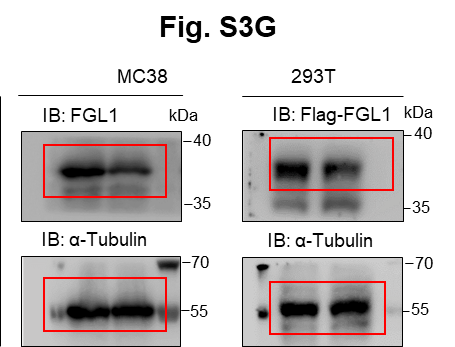 Fig. S3G
MC38
293T
IB: FGL1
kDa
IB: Flag-FGL1
kDa
–40
–35
–40
–35
IB: α-Tubulin
IB: α-Tubulin
–70
–55
–70
–55